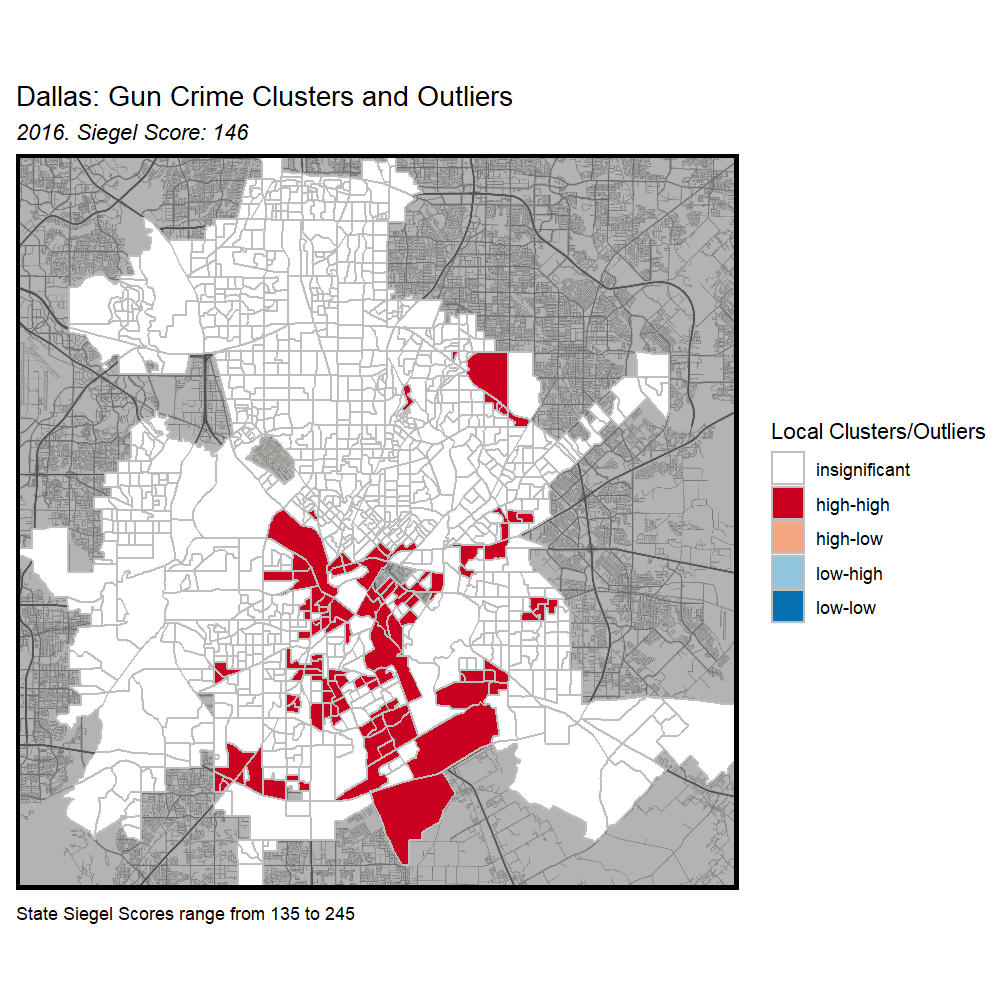 Dallas: Gun Crime Clusters and Outliers
2016. Siegel Score: 146
Local Clusters/Outliers
insignificant
high-high
high-low
low-high
low-low
State Siegel Scores range from 135 to 245